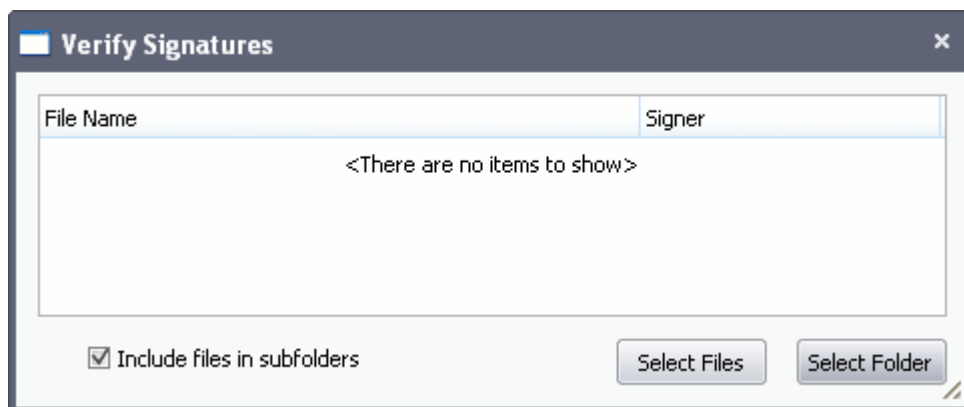 Verify Signatures
File Name Signer
<There are no items to show>
Include files in subfolders Select Files Select Folder